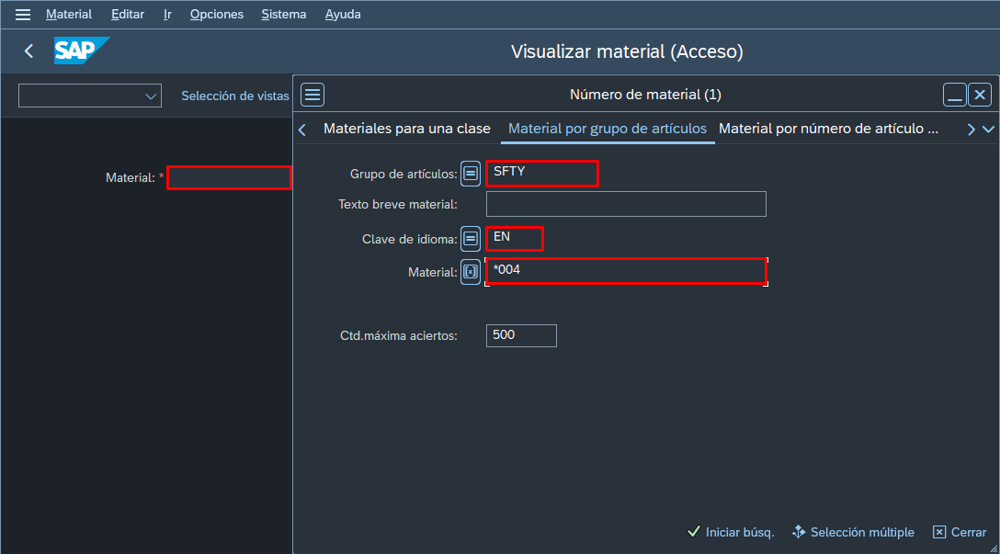 Material Editar Ir Opciones Sistema Ayuda
SAP Visualizar material (Acceso)
Selección de vistas
Número de material (1)
Materiales para una clase Material por grupo de artículos Material por número de artículo ...
Grupo de artículos: SFTY
Material: *
Texto breve material:
Clave de idioma: EN
Material: *004
Ctd.máxima aciertos: 500
Iniciar búsq. Selección múltiple Cerrar